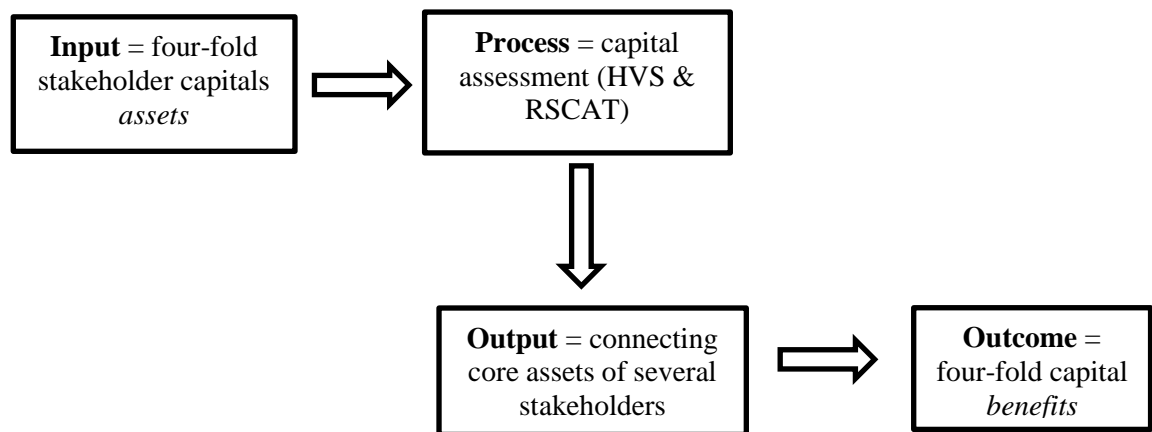 Input = four-fold
stakeholder capitals
assets
Process = capital
assessment (HVS &
RSCAT)
Output = connecting
core assets of several
stakeholders
Outcome =
four-fold capital
benefits